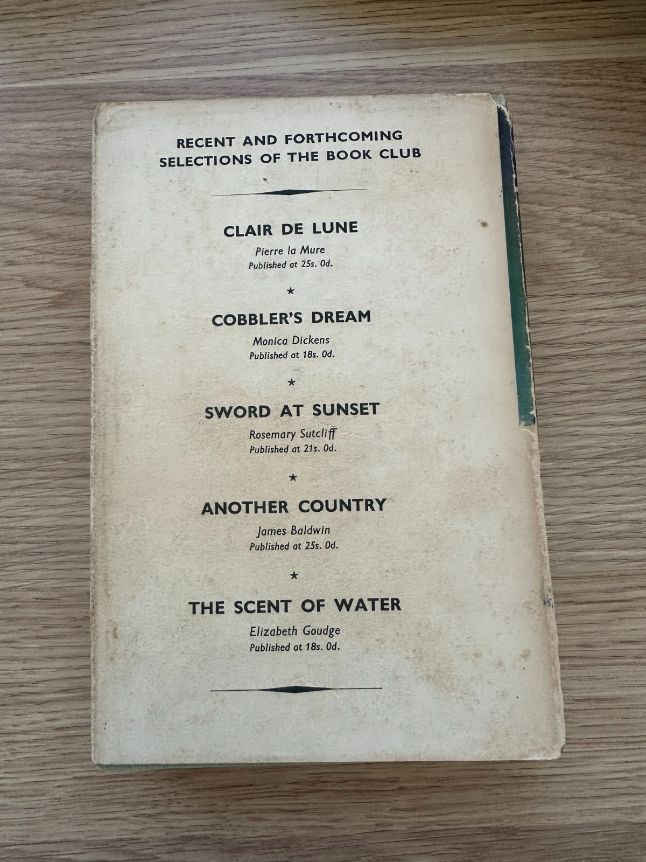 RECENT AND FORTHCOMING
SELECTIONS OF THE BOOK CLUB
CLAIR DE LUNE
Pierre la Mure
Published at 25s. 0d.
COBBLER'S DREAM
Monica Dickens
Published at 18s. 0d.
SWORD AT SUNSET
Rosemary Sutcliff
Published at 21s. 0d.
ANOTHER COUNTRY
James Baldwin
Published at 25s. 0d.
THE SCENT OF WATER
Elizabeth Goudge
Published at 18s. 0d.